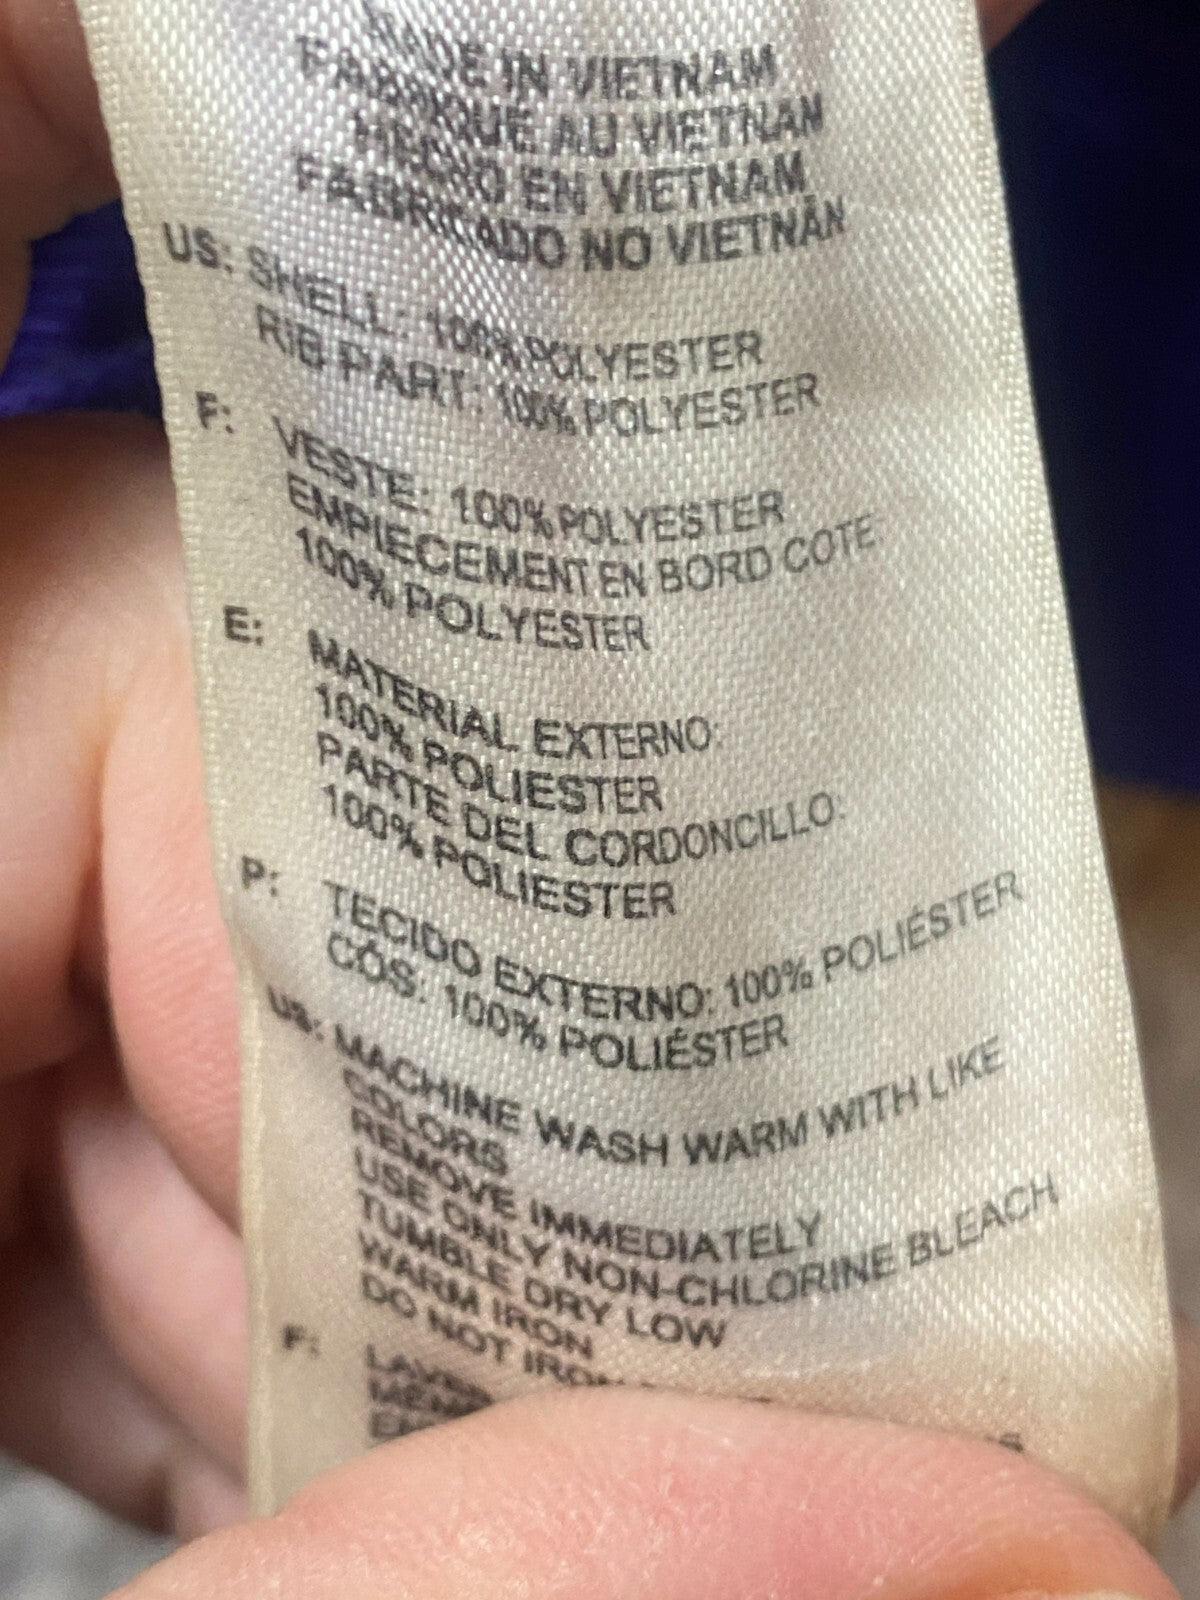 MADE IN VIETNAM
FABRIQUÉ AU VIETNAM
HECHO EN VIETNAM
FABRICADO NO VIETNÃN
US: SHELL: 100% POLYESTER
RIB PART: 100% POLYESTER
F: VESTE: 100% POLYESTER
EMPIECEMENT EN BORD COTE:
100% POLYESTER
E: MATERIAL EXTERNO:
100% POLIESTER
PARTE DEL CORDONCILLO:
100% POLIESTER
P: TECIDO EXTERNO: 100% POLIÉSTER
CÓS: 100% POLIÉSTER
US: MACHINE WASH WARM WITH LIKE
COLORS
REMOVE IMMEDIATELY
USE ONLY NON-CHLORINE BLEACH
TUMBLE DRY LOW
WARM IRON
DO NOT IRON
F: